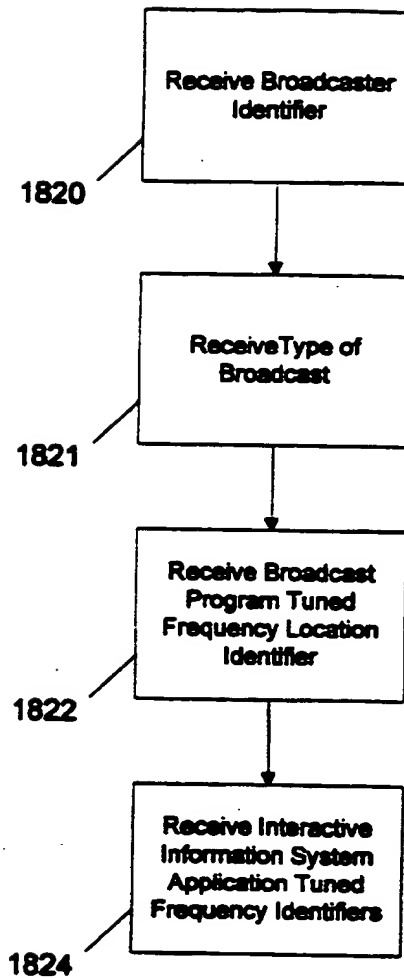 Receive Broadcaster
Identifier
1820
ReceiveType of
Broadcast
1821
Receive Broadcast
Program Tuned
Frequency Location
Identifier
1822
Receive Interactive
Information System
Application Tuned
Frequency Identifiers
1824